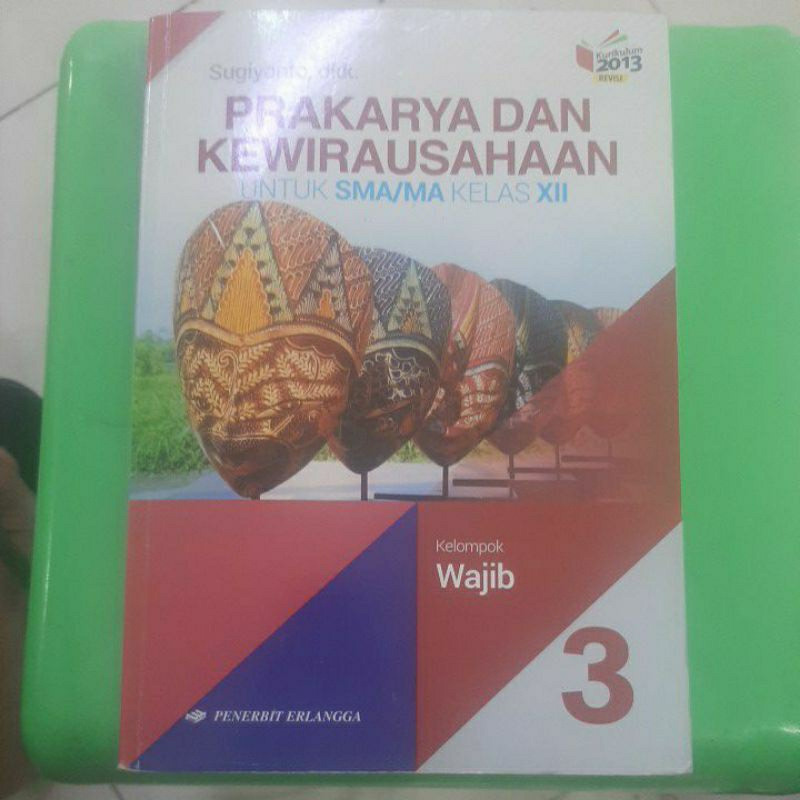 Sugiyanto, dkk.
Kurikulum
2013
REVISI
PRAKARYA DAN
KEWIRAUSAHAAN
UNTUK SMA/MA KELAS XII
Kelompok
Wajib
3
PENERBIT ERLANGGA